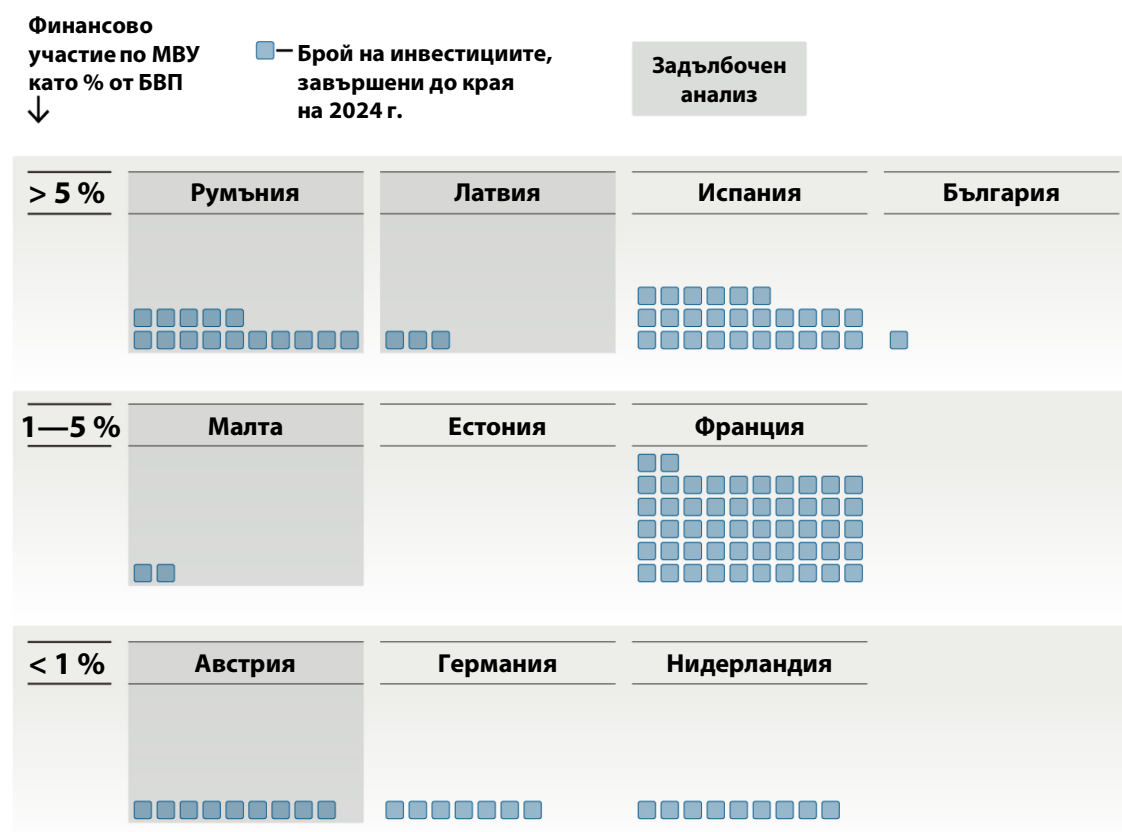 Финансово
участие по МВУ
като % от БВП
Брой на инвестициите,
завършени до края
на 2024 г.
Задълбочен
анализ
> 5 %
Румъния
Латвия
Испания
България
1—5 %
Малта
Естония
Франция
< 1 %
Австрия
Германия
Нидерландия